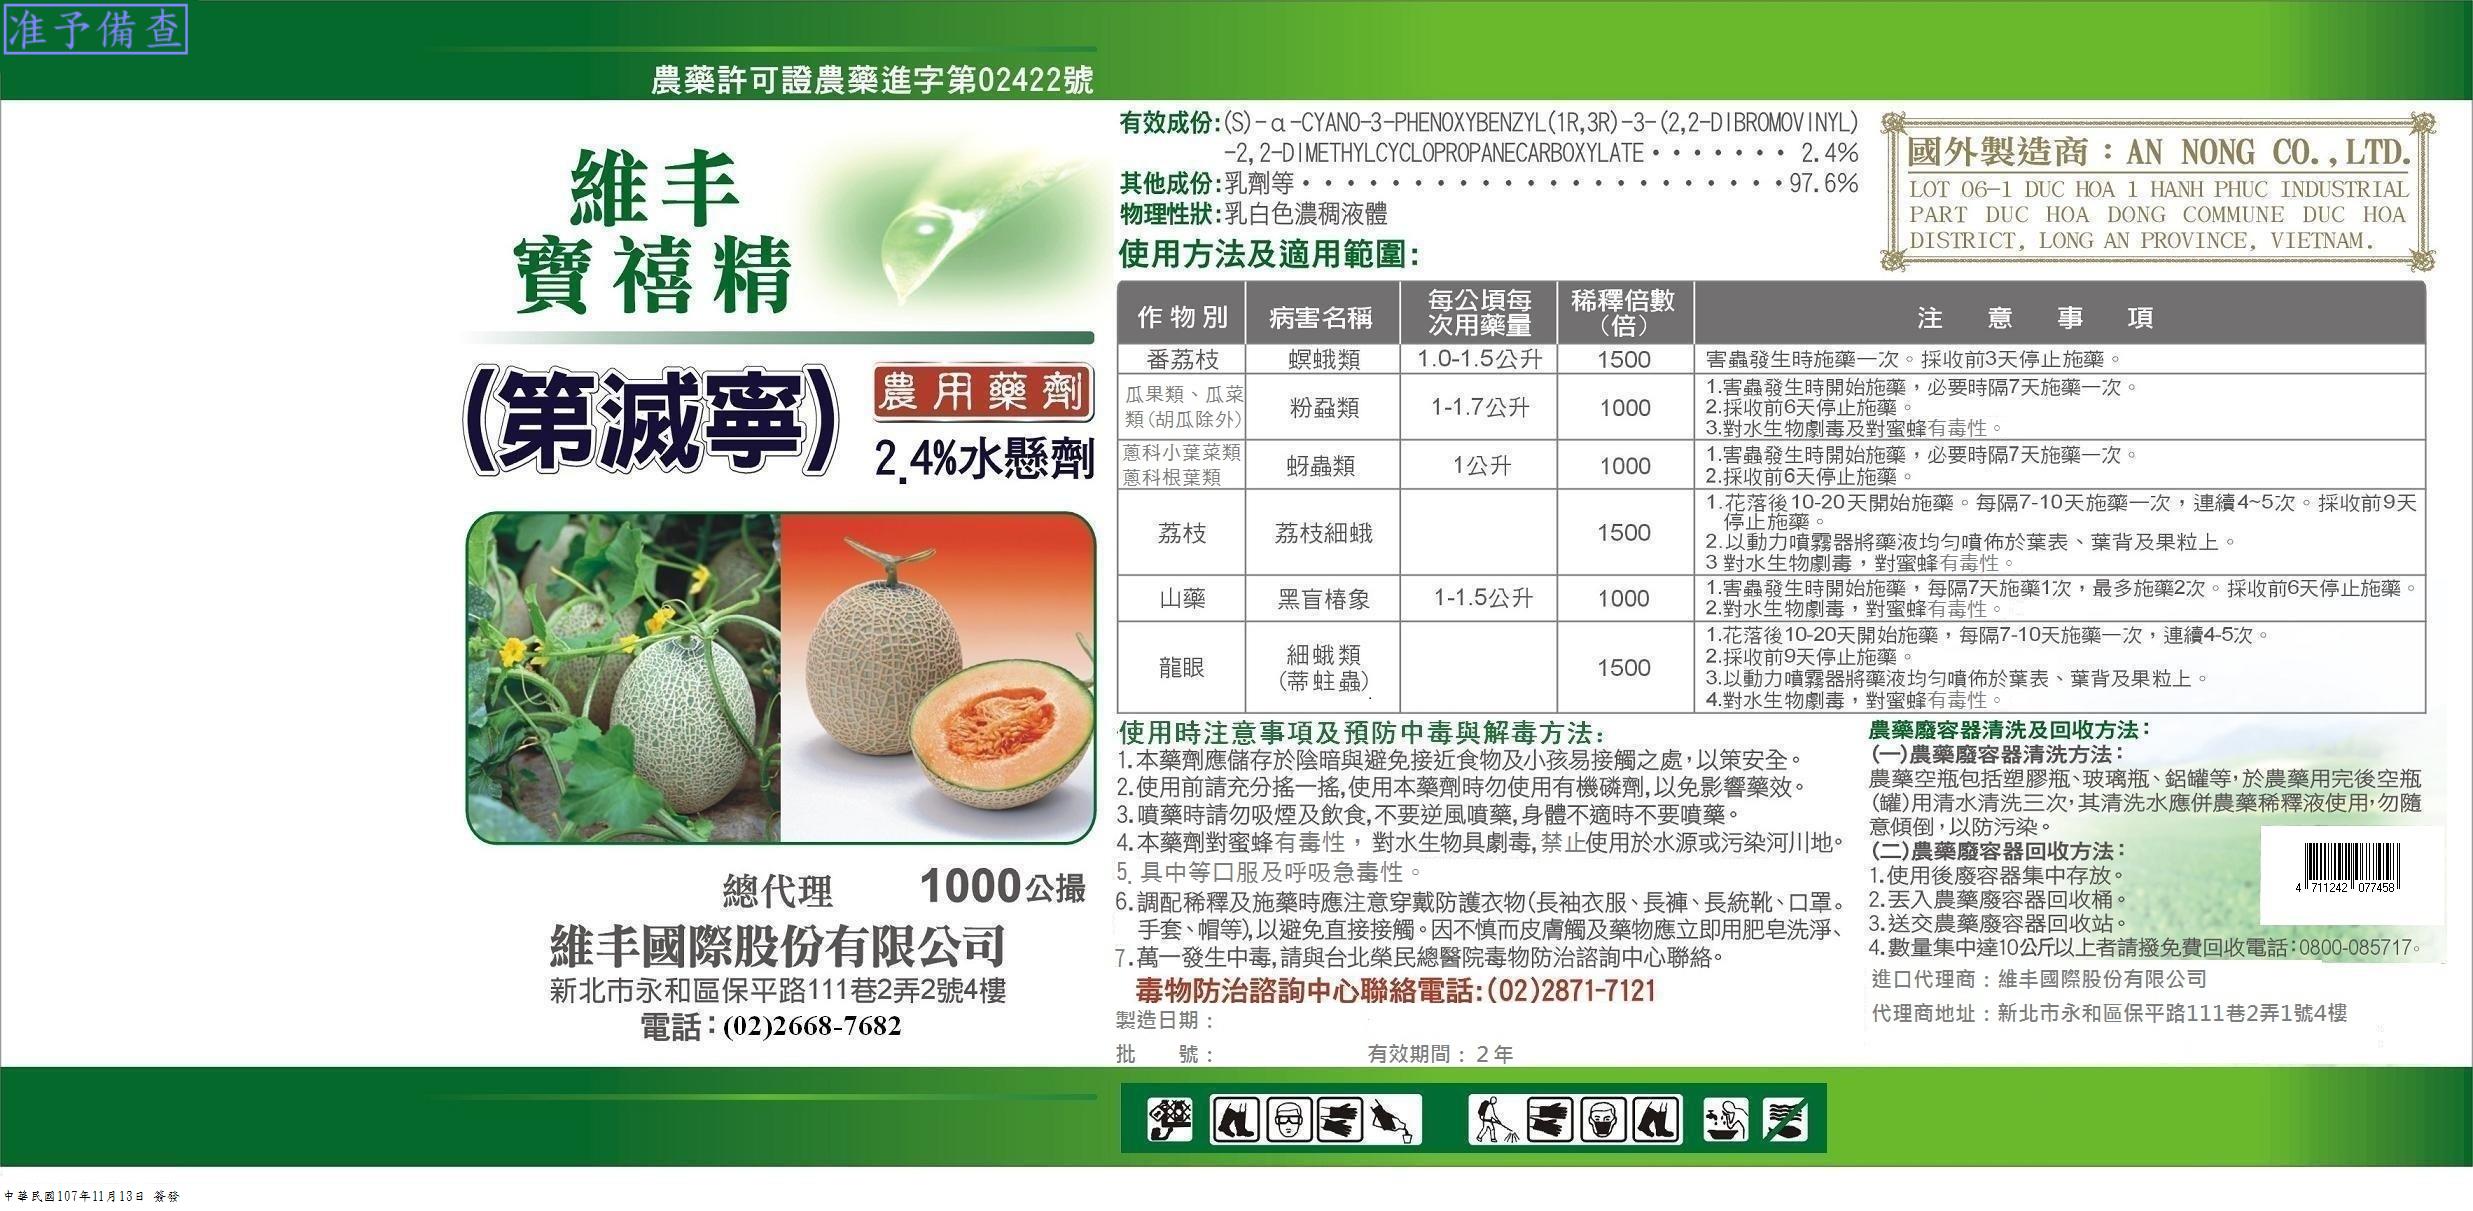 准予備查
農藥許可證農藥進字第02422號
維丰
寶禧精
(第滅寧)
農用藥劑
2.4%水懸劑
總代理 1000公撮
維丰國際股份有限公司
新北市永和區保平路111巷2弄2號4樓
電話：(02)2668-7682
有效成份:(S)-α-CYANO-3-PHENOXYBENZYL(1R,3R)-3-(2,2-DIBROMOVINYL)
-2,2-DIMETHYLCYCLOPROPANECARBOXYLATE・・・・・・・ 2.4%
其他成份:乳劑等・・・・・・・・・・・・・・・・・・・・・・・・97.6%
物理性狀:乳白色濃稠液體
國外製造商：AN NONG CO.,LTD.
LOT 06-1 DUC HOA 1 HANH PHUC INDUSTRIAL
PART DUC HOA DONG COMMUNE DUC HOA
DISTRICT, LONG AN PROVINCE, VIETNAM.
使用方法及適用範圍:
作物別 病害名稱 每公頃每次用藥量 稀釋倍數(倍) 注意事項
番荔枝 螟蛾類 1.0-1.5公升 1500 害蟲發生時施藥一次。採收前3天停止施藥。
瓜果類、瓜菜類(胡瓜除外) 粉蝨類 1-1.7公升 1000 1.害蟲發生時開始施藥，必要時隔7天施藥一次。
2.採收前6天停止施藥。
3.對水生物劇毒及對蜜蜂有毒性。
蔥科小葉菜類 蔥科根葉類 蚜蟲類 1公升 1000 1.害蟲發生時開始施藥，必要時隔7天施藥一次。
2.採收前6天停止施藥。
荔枝 荔枝細蛾 1500 1.花落後10-20天開始施藥。每隔7-10天施藥一次，連續4~5次。採收前9天
停止施藥。
2.以動力噴霧器將藥液均勻噴佈於葉表、葉背及果粒上。
3 對水生物劇毒，對蜜蜂有毒性。
山藥 黑盲椿象 1-1.5公升 1000 1.害蟲發生時開始施藥，每隔7天施藥1次，最多施藥2次。採收前6天停止施藥。
2.對水生物劇毒，對蜜蜂有毒性。
龍眼 細蛾類(蒂蛀蟲) 1500 1.花落後10-20天開始施藥，每隔7-10天施藥一次，連續4-5次。
2.採收前9天停止施藥。
3.以動力噴霧器將藥液均勻噴佈於葉表、葉背及果粒上。
4.對水生物劇毒，對蜜蜂有毒性。
使用時注意事項及預防中毒與解毒方法:
1.本藥劑應儲存於陰暗與避免接近食物及小孩易接觸之處,以策安全。
2.使用前請充分搖一搖,使用本藥劑時勿使用有機磷劑,以免影響藥效。
3.噴藥時請勿吸煙及飲食,不要逆風噴藥,身體不適時不要噴藥。
4.本藥劑對蜜蜂有毒性，對水生物具劇毒,禁止使用於水源或污染河川地。
5.具中等口服及呼吸急毒性。
6.調配稀釋及施藥時應注意穿戴防護衣物(長袖衣服、長褲、長統靴、口罩。
手套、帽等),以避免直接接觸。因不慎而皮膚觸及藥物應立即用肥皂洗淨、
7.萬一發生中毒,請與台北榮民總醫院毒物防治諮詢中心聯絡。
毒物防治諮詢中心聯絡電話:(02)2871-7121
製造日期：
批 號： 有效期間：2年
農藥廢容器清洗及回收方法:
(一)農藥廢容器清洗方法:
農藥空瓶包括塑膠瓶、玻璃瓶、鋁罐等,於農藥用完後空瓶
(罐)用清水清洗三次,其清洗水應併農藥稀釋液使用,勿隨
意傾倒,以防污染。
(二)農藥廢容器回收方法:
1.使用後廢容器集中存放。
2.丟入農藥廢容器回收桶。
3.送交農藥廢容器回收站。
4.數量集中達10公斤以上者請撥免費回收電話:0800-085717。
4 711242 077458
進口代理商：維丰國際股份有限公司
代理商地址：新北市永和區保平路111巷2弄1號4樓
中華民國107年11月13日 簽發